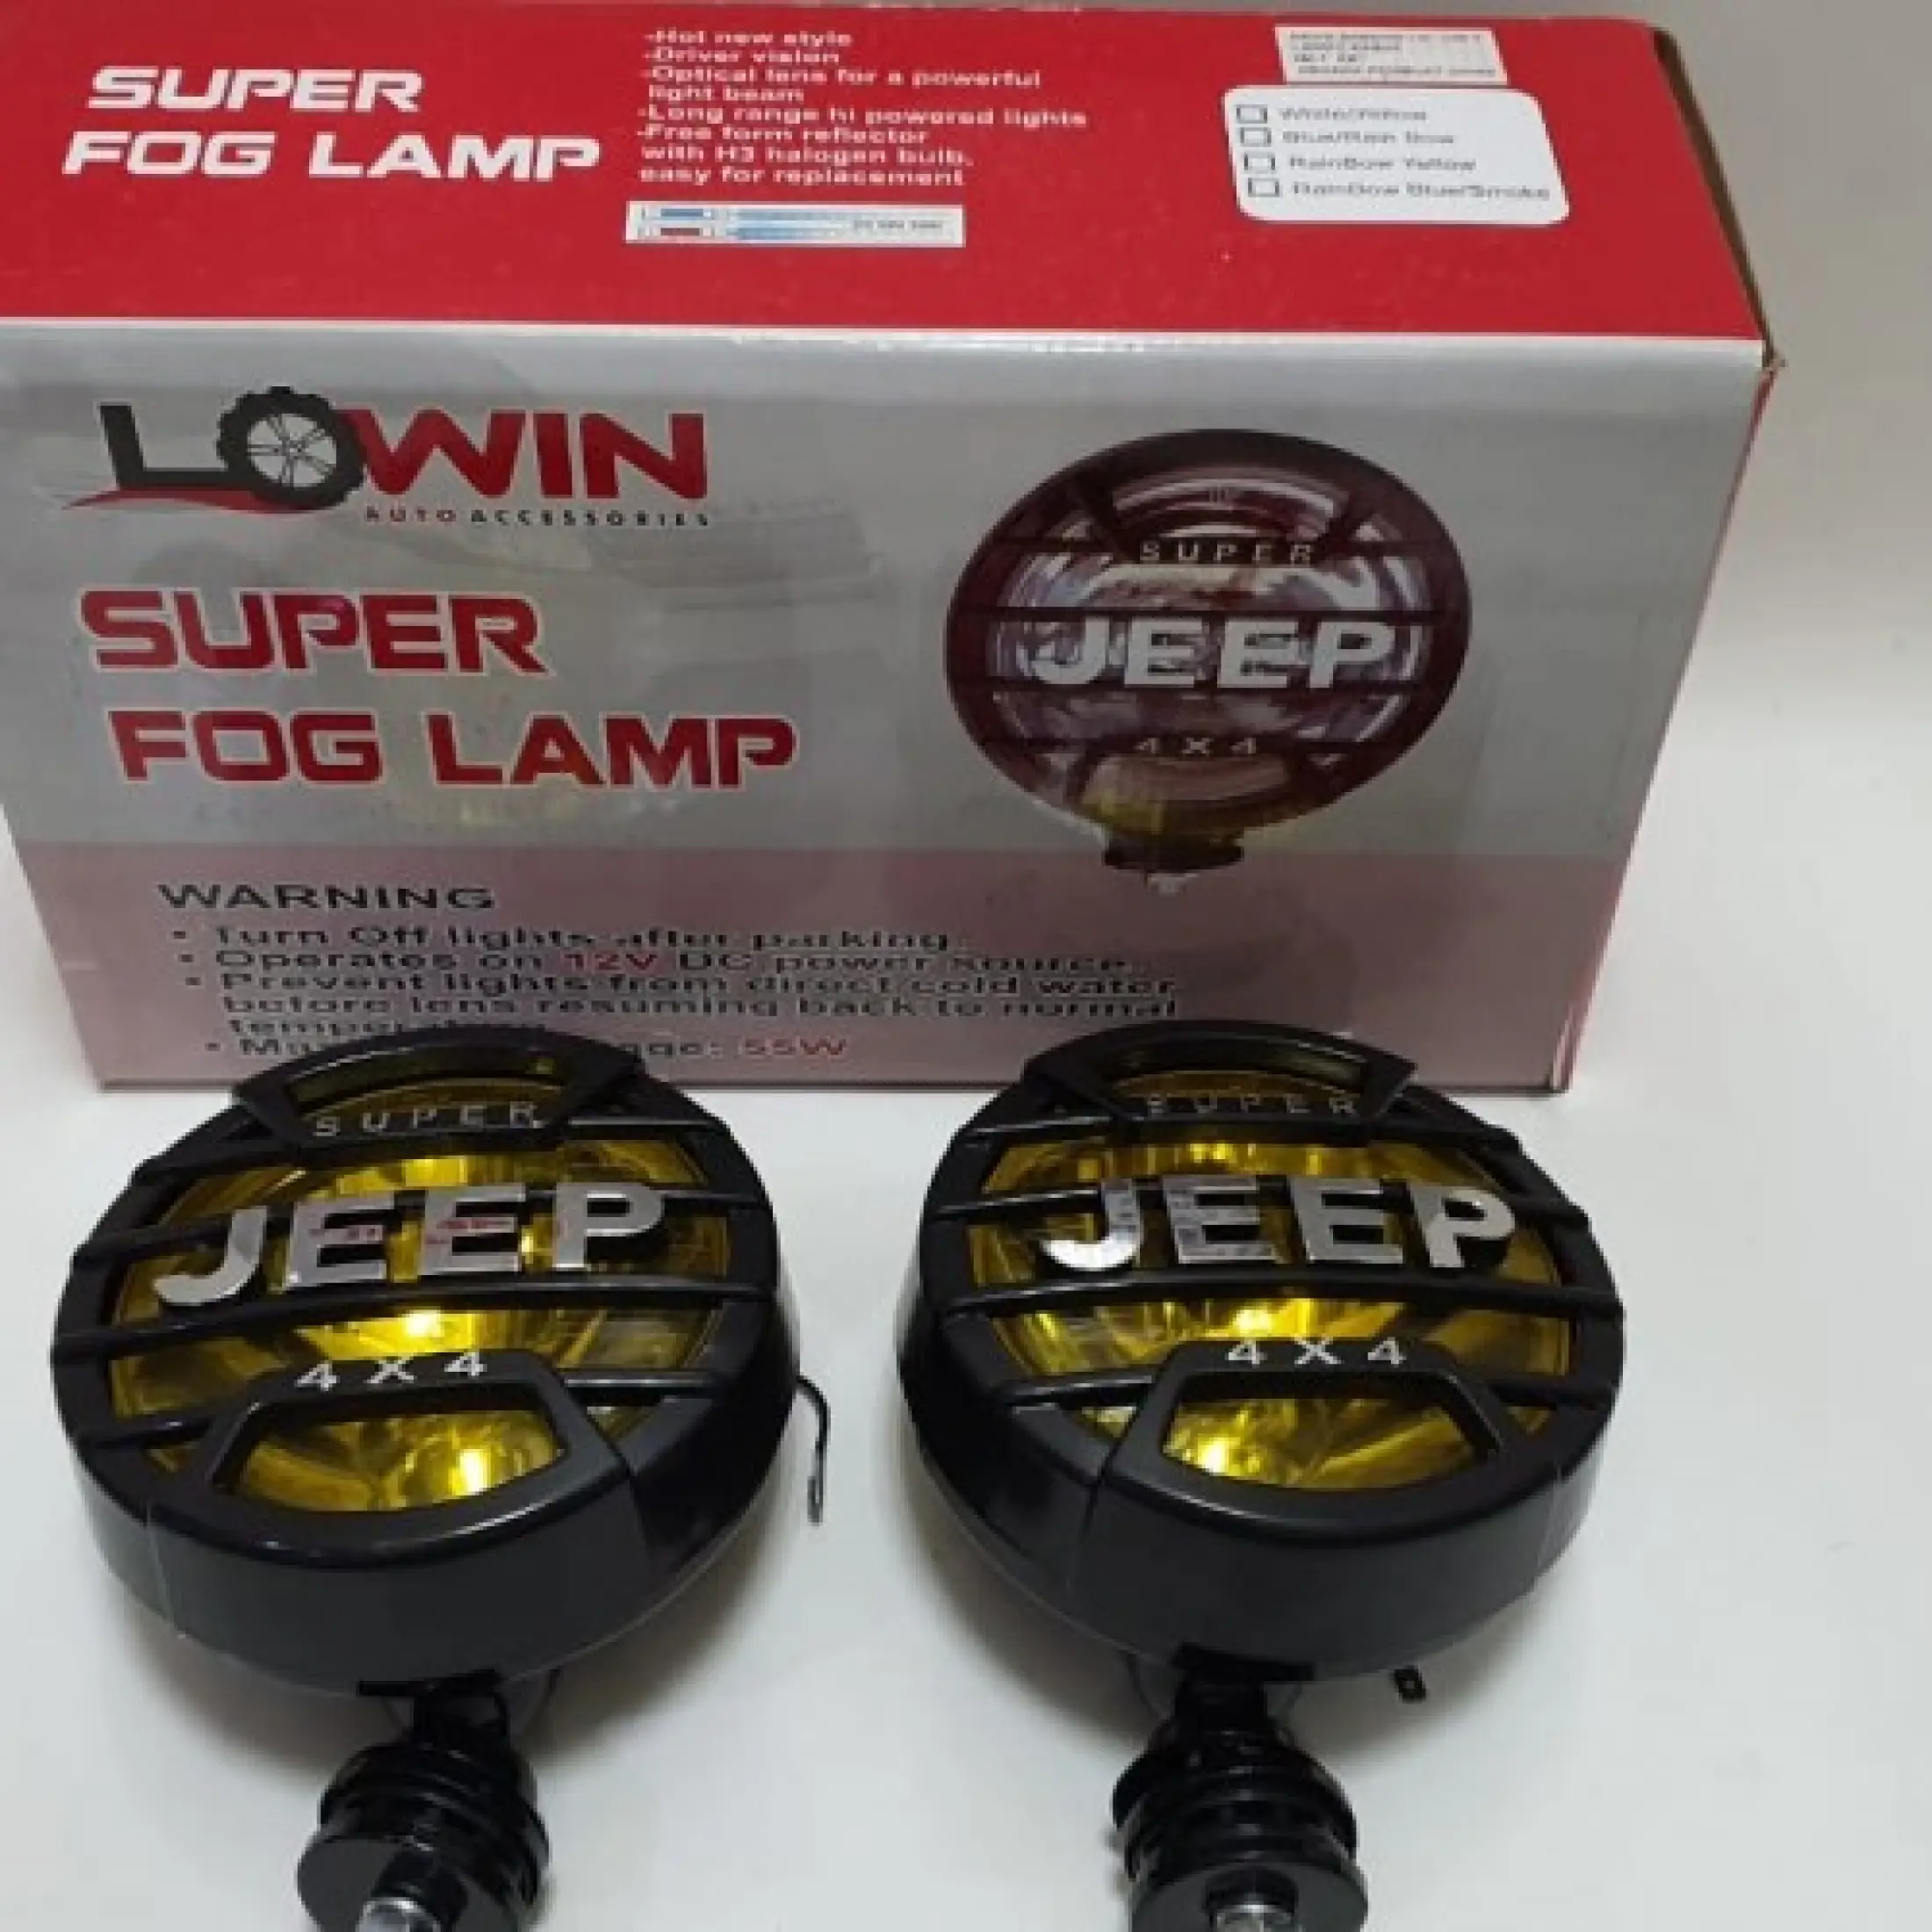 SUPER
FOG LAMP
-Hot new style
-Driver vision
-Optical lens for a powerful
light beam
-Long range hi powered lights
-Free form reflector
with H3 halogen bulb.
easy for replacement
White/Yellow
Blue/Rain Bow
RainBow Yellow
RainBow Blue/Smoke
LOWIN
AUTO ACCESSORIES
SUPER
FOG LAMP
SUPER
JEEP
4X4
WARNING
• Turn Off lights after parking.
• Operates on 12V DC power source.
• Prevent lights from direct cold water
before lens resuming back to normal
• 55W
SUPER
JEEP
4X4
SUPER
JEEP
4X4